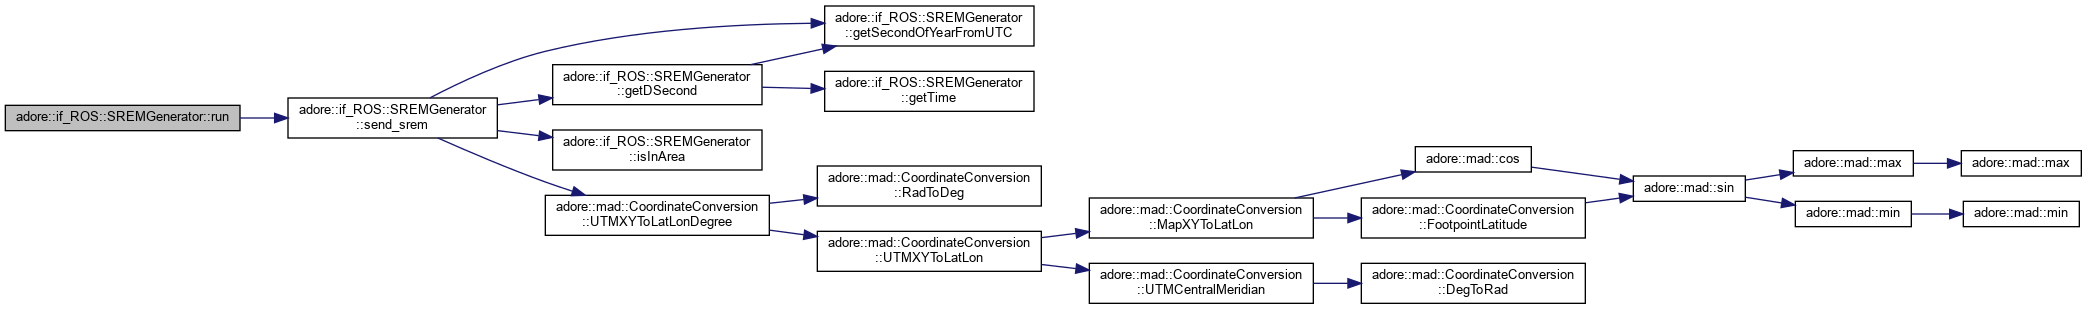 adore::if_ROS::SREMGenerator::run
adore::if_ROS::SREMGenerator
::send_srem
adore::if_ROS::SREMGenerator
::getSecondOfYearFromUTC
adore::if_ROS::SREMGenerator
::getDSecond
adore::if_ROS::SREMGenerator
::getTime
adore::if_ROS::SREMGenerator
::isInArea
adore::mad::CoordinateConversion
::UTMXYToLatLonDegree
adore::mad::CoordinateConversion
::RadToDeg
adore::mad::CoordinateConversion
::UTMXYToLatLon
adore::mad::CoordinateConversion
::MapXYToLatLon
adore::mad::CoordinateConversion
::UTMCentralMeridian
adore::mad::cos
adore::mad::CoordinateConversion
::FootpointLatitude
adore::mad::CoordinateConversion
::DegToRad
adore::mad::sin
adore::mad::max
adore::mad::min
adore::mad::max
adore::mad::min